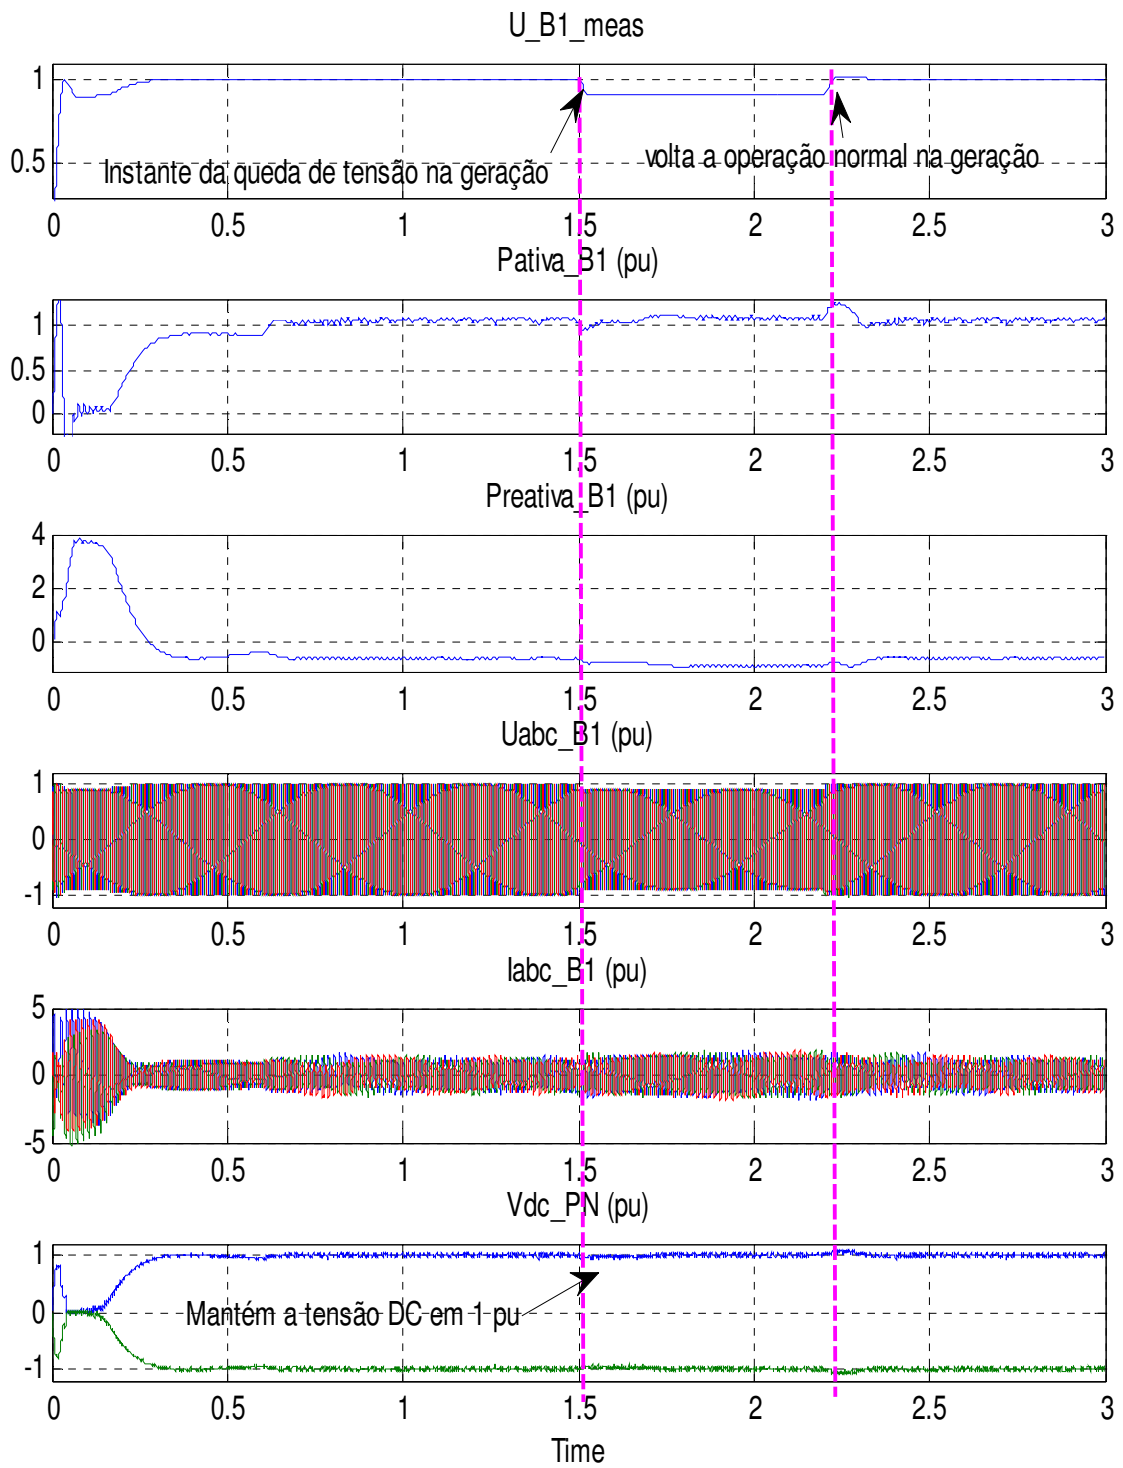 U_B1_meas
1
0.5
Instante da queda de tensão na geração
volta a operação normal na geração
0 0.5 1 1.5 2 2.5 3
Pativa_B1 (pu)
1
0.5
0
0 0.5 1 1.5 2 2.5 3
Preativa_B1 (pu)
4
2
0
0 0.5 1 1.5 2 2.5 3
Uabc_B1 (pu)
1
0
-1
0 0.5 1 1.5 2 2.5 3
Iabc_B1 (pu)
5
0
-5
0 0.5 1 1.5 2 2.5 3
Vdc_PN (pu)
1
0
Mantém a tensão DC em 1 pu
-1
0 0.5 1 1.5 2 2.5 3
Time